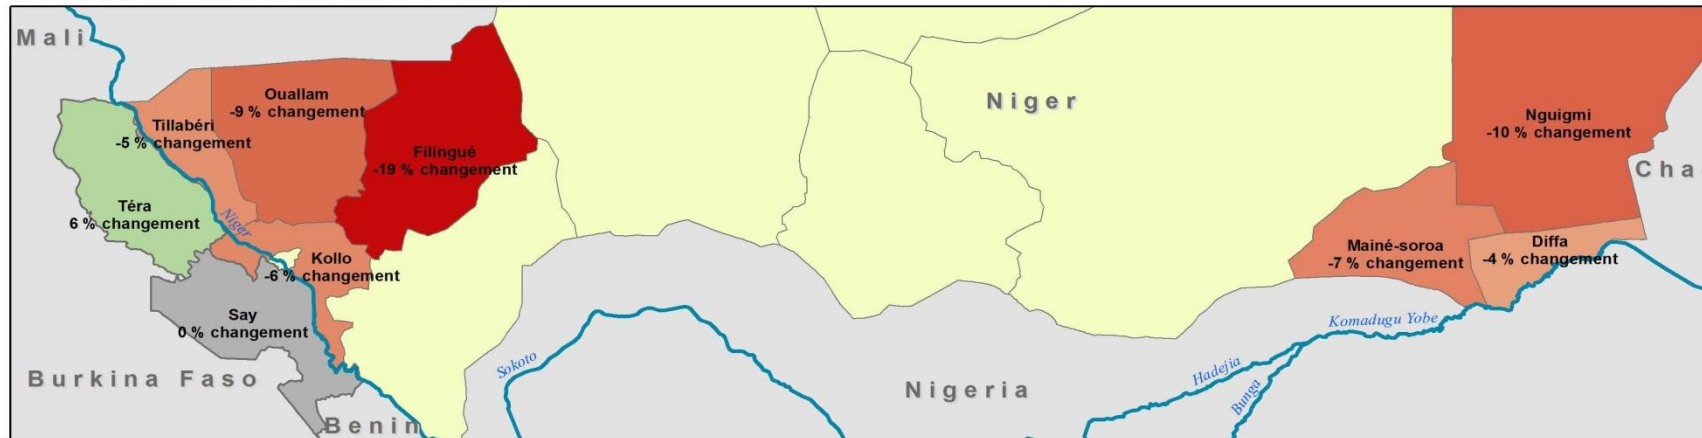 Mali
Ouallam
-9 % changement
Tillabéri
-5 % changement
Filingué
-19 % changement
Niger
Nguigmi
-10 % changement
Cha
Téra
6 % changement
Niger
Kollo
-6 % changement
Mainé-soroa
-7 % changement
Diffa
-4 % changement
Say
0 % changement
Komadugu Yobe
Sokoto
Hadejia
Bunga
Burkina Faso
Nigeria
Benin